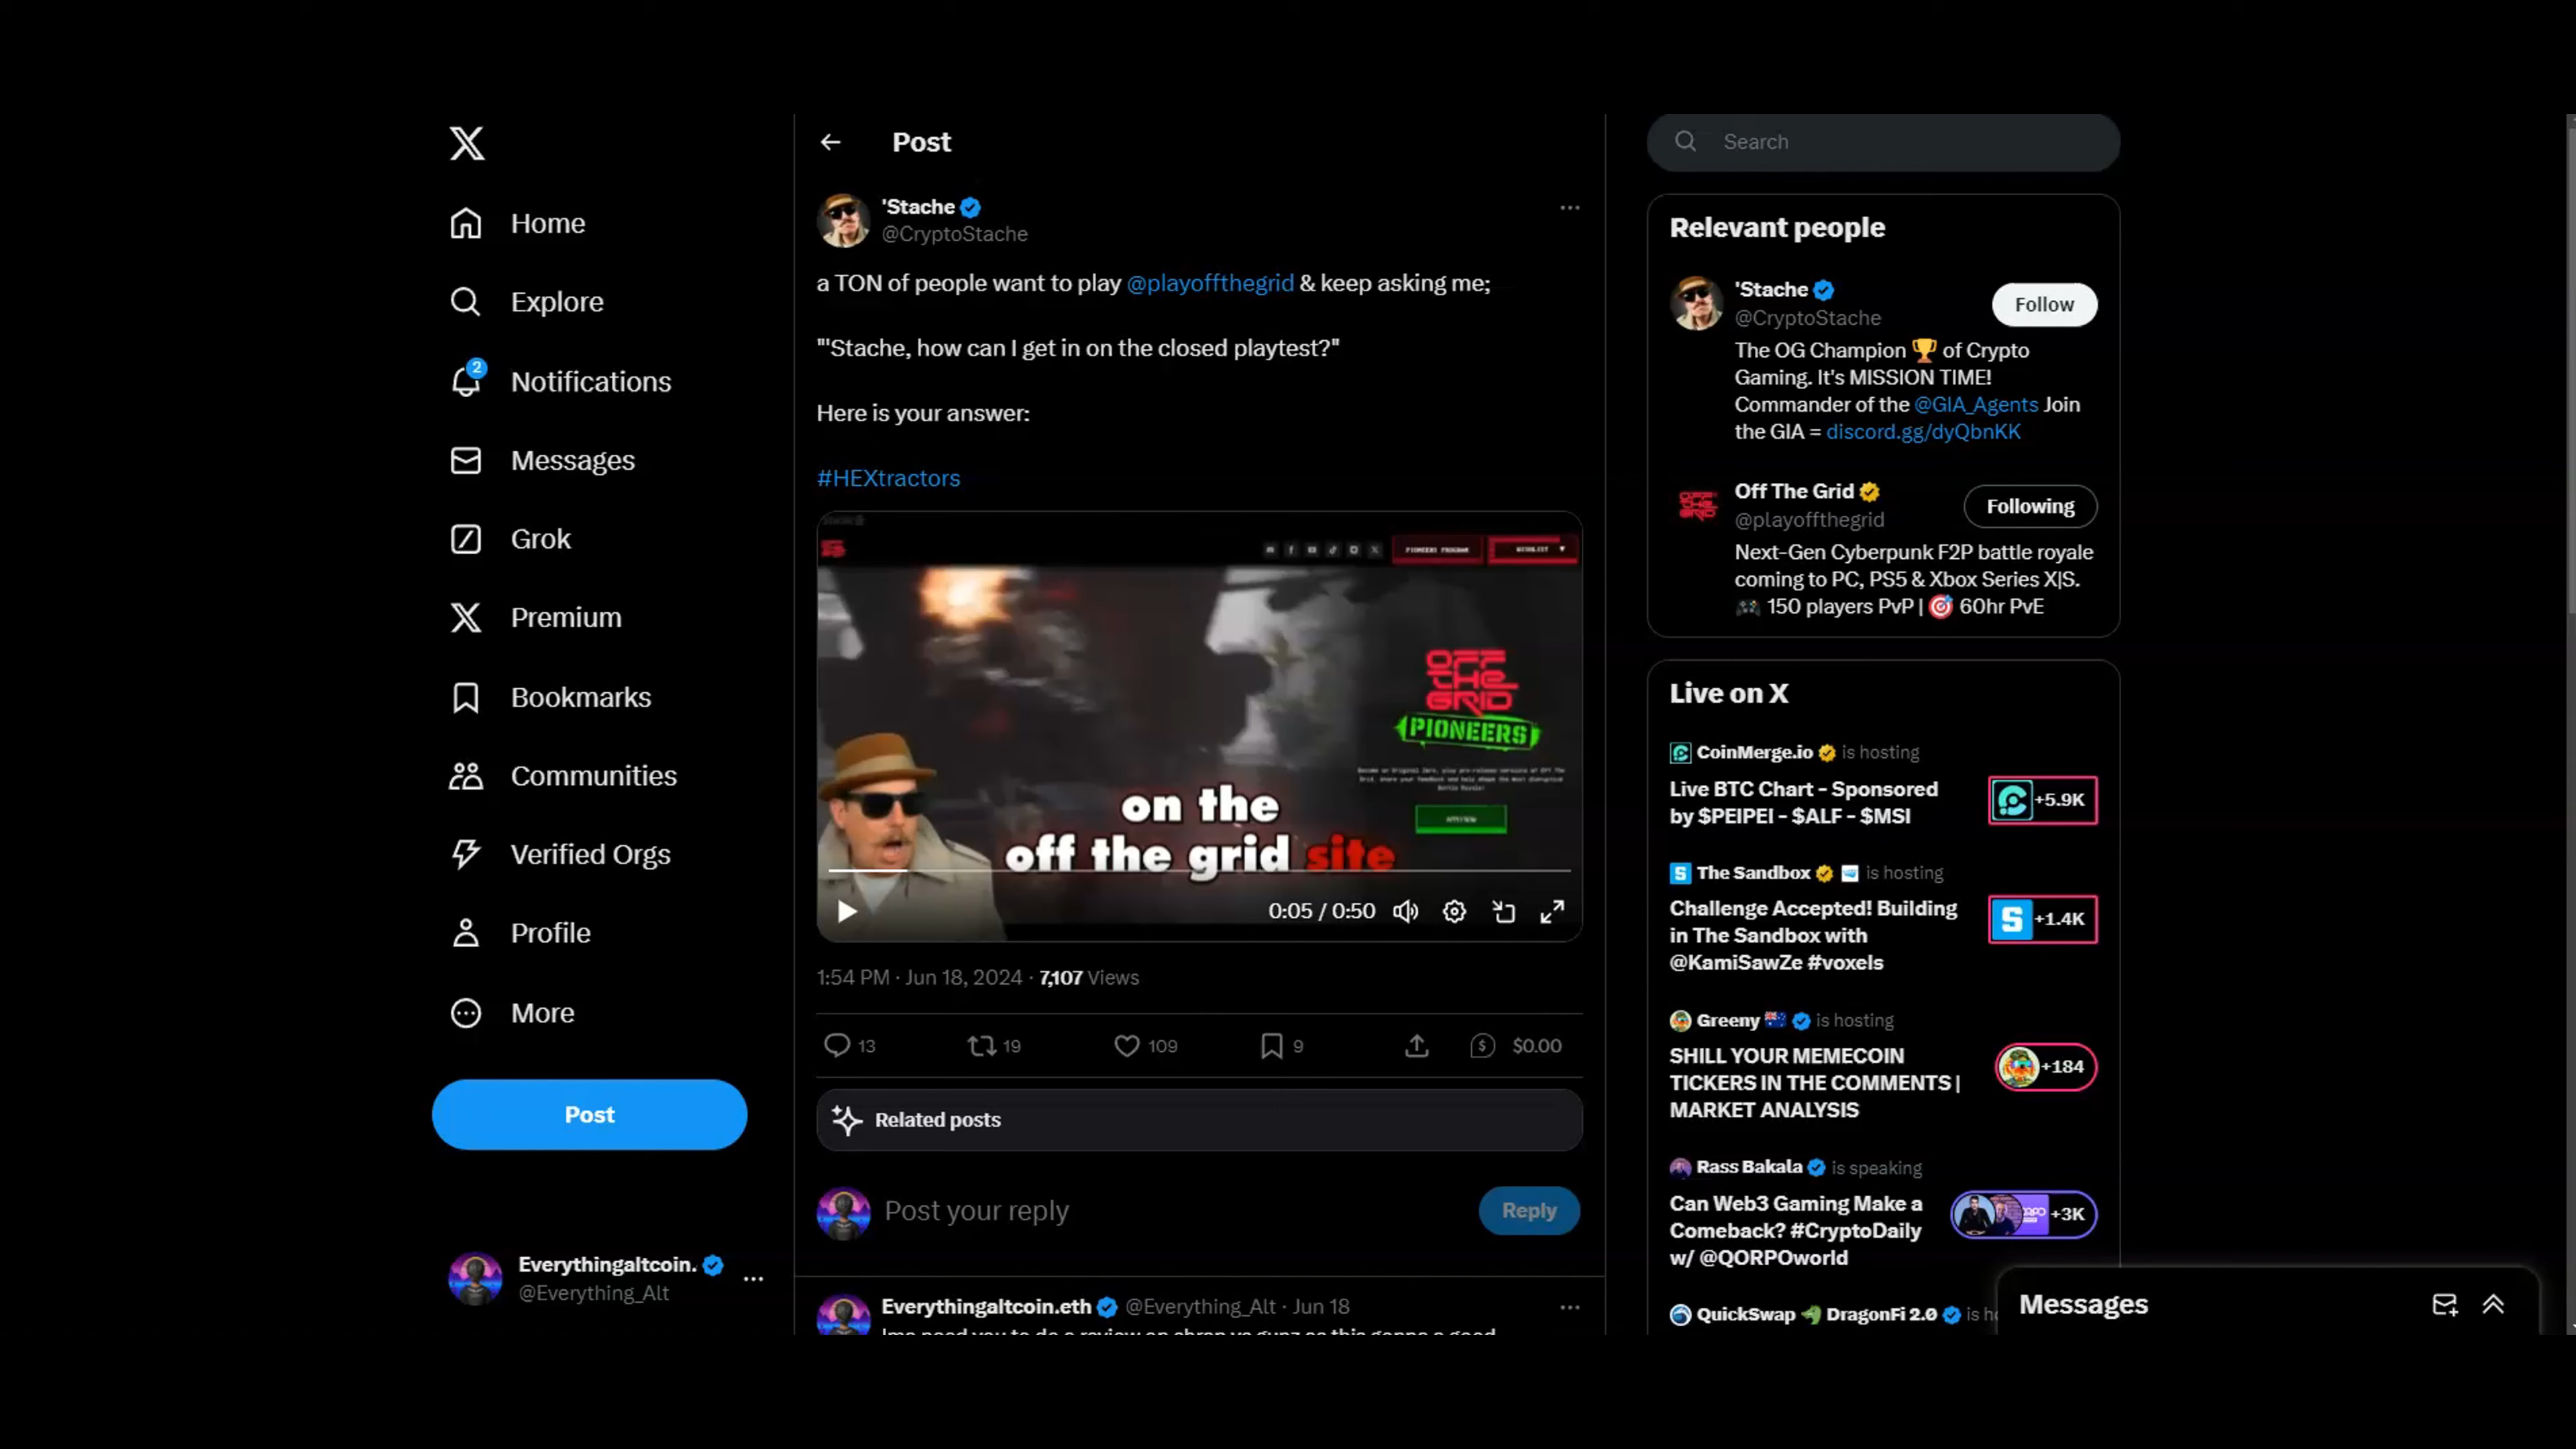 Home
Explore
2
Notifications
Messages
Grok
Premium
Bookmarks
Communities
Verified Orgs
Profile
More
Post
Everythingaltcoin.
@Everything_Alt
Post
'Stache
@CryptoStache
a TON of people want to play @playoffthegrid & keep asking me;
"'Stache, how can I get in on the closed playtest?"
Here is your answer:
#HEXtractors
PIONEERS PROGRAM
WISHLIST
OFF
THE
GRID
PIONEERS
APPLY NOW
on the
off the grid site
0:05 / 0:50
1:54 PM · Jun 18, 2024 · 7,107 Views
13
19
109
9
$0.00
Related posts
Post your reply
Reply
Everythingaltcoin.eth @Everything_Alt · Jun 18
Search
Relevant people
'Stache
@CryptoStache
Follow
The OG Champion 🏆 of Crypto
Gaming. It's MISSION TIME!
Commander of the @GIA_Agents Join
the GIA = discord.gg/dyQbnKK
Off The Grid
@playoffthegrid
Following
Next-Gen Cyberpunk F2P battle royale
coming to PC, PS5 & Xbox Series X|S.
🎮 150 players PvP | 🎯 60hr PvE
Live on X
CoinMerge.io is hosting
Live BTC Chart - Sponsored
by $PEIPEI - $ALF - $MSI
+5.9K
The Sandbox is hosting
Challenge Accepted! Building
in The Sandbox with
@KamiSawZe #voxels
+1.4K
Greeny 🇦🇺 is hosting
SHILL YOUR MEMECOIN
TICKERS IN THE COMMENTS |
MARKET ANALYSIS
+184
Rass Bakala is speaking
Can Web3 Gaming Make a
Comeback? #CryptoDaily
w/ @QORPOworld
+3K
QuickSwap 🐉 DragonFi 2.0 is
Messages